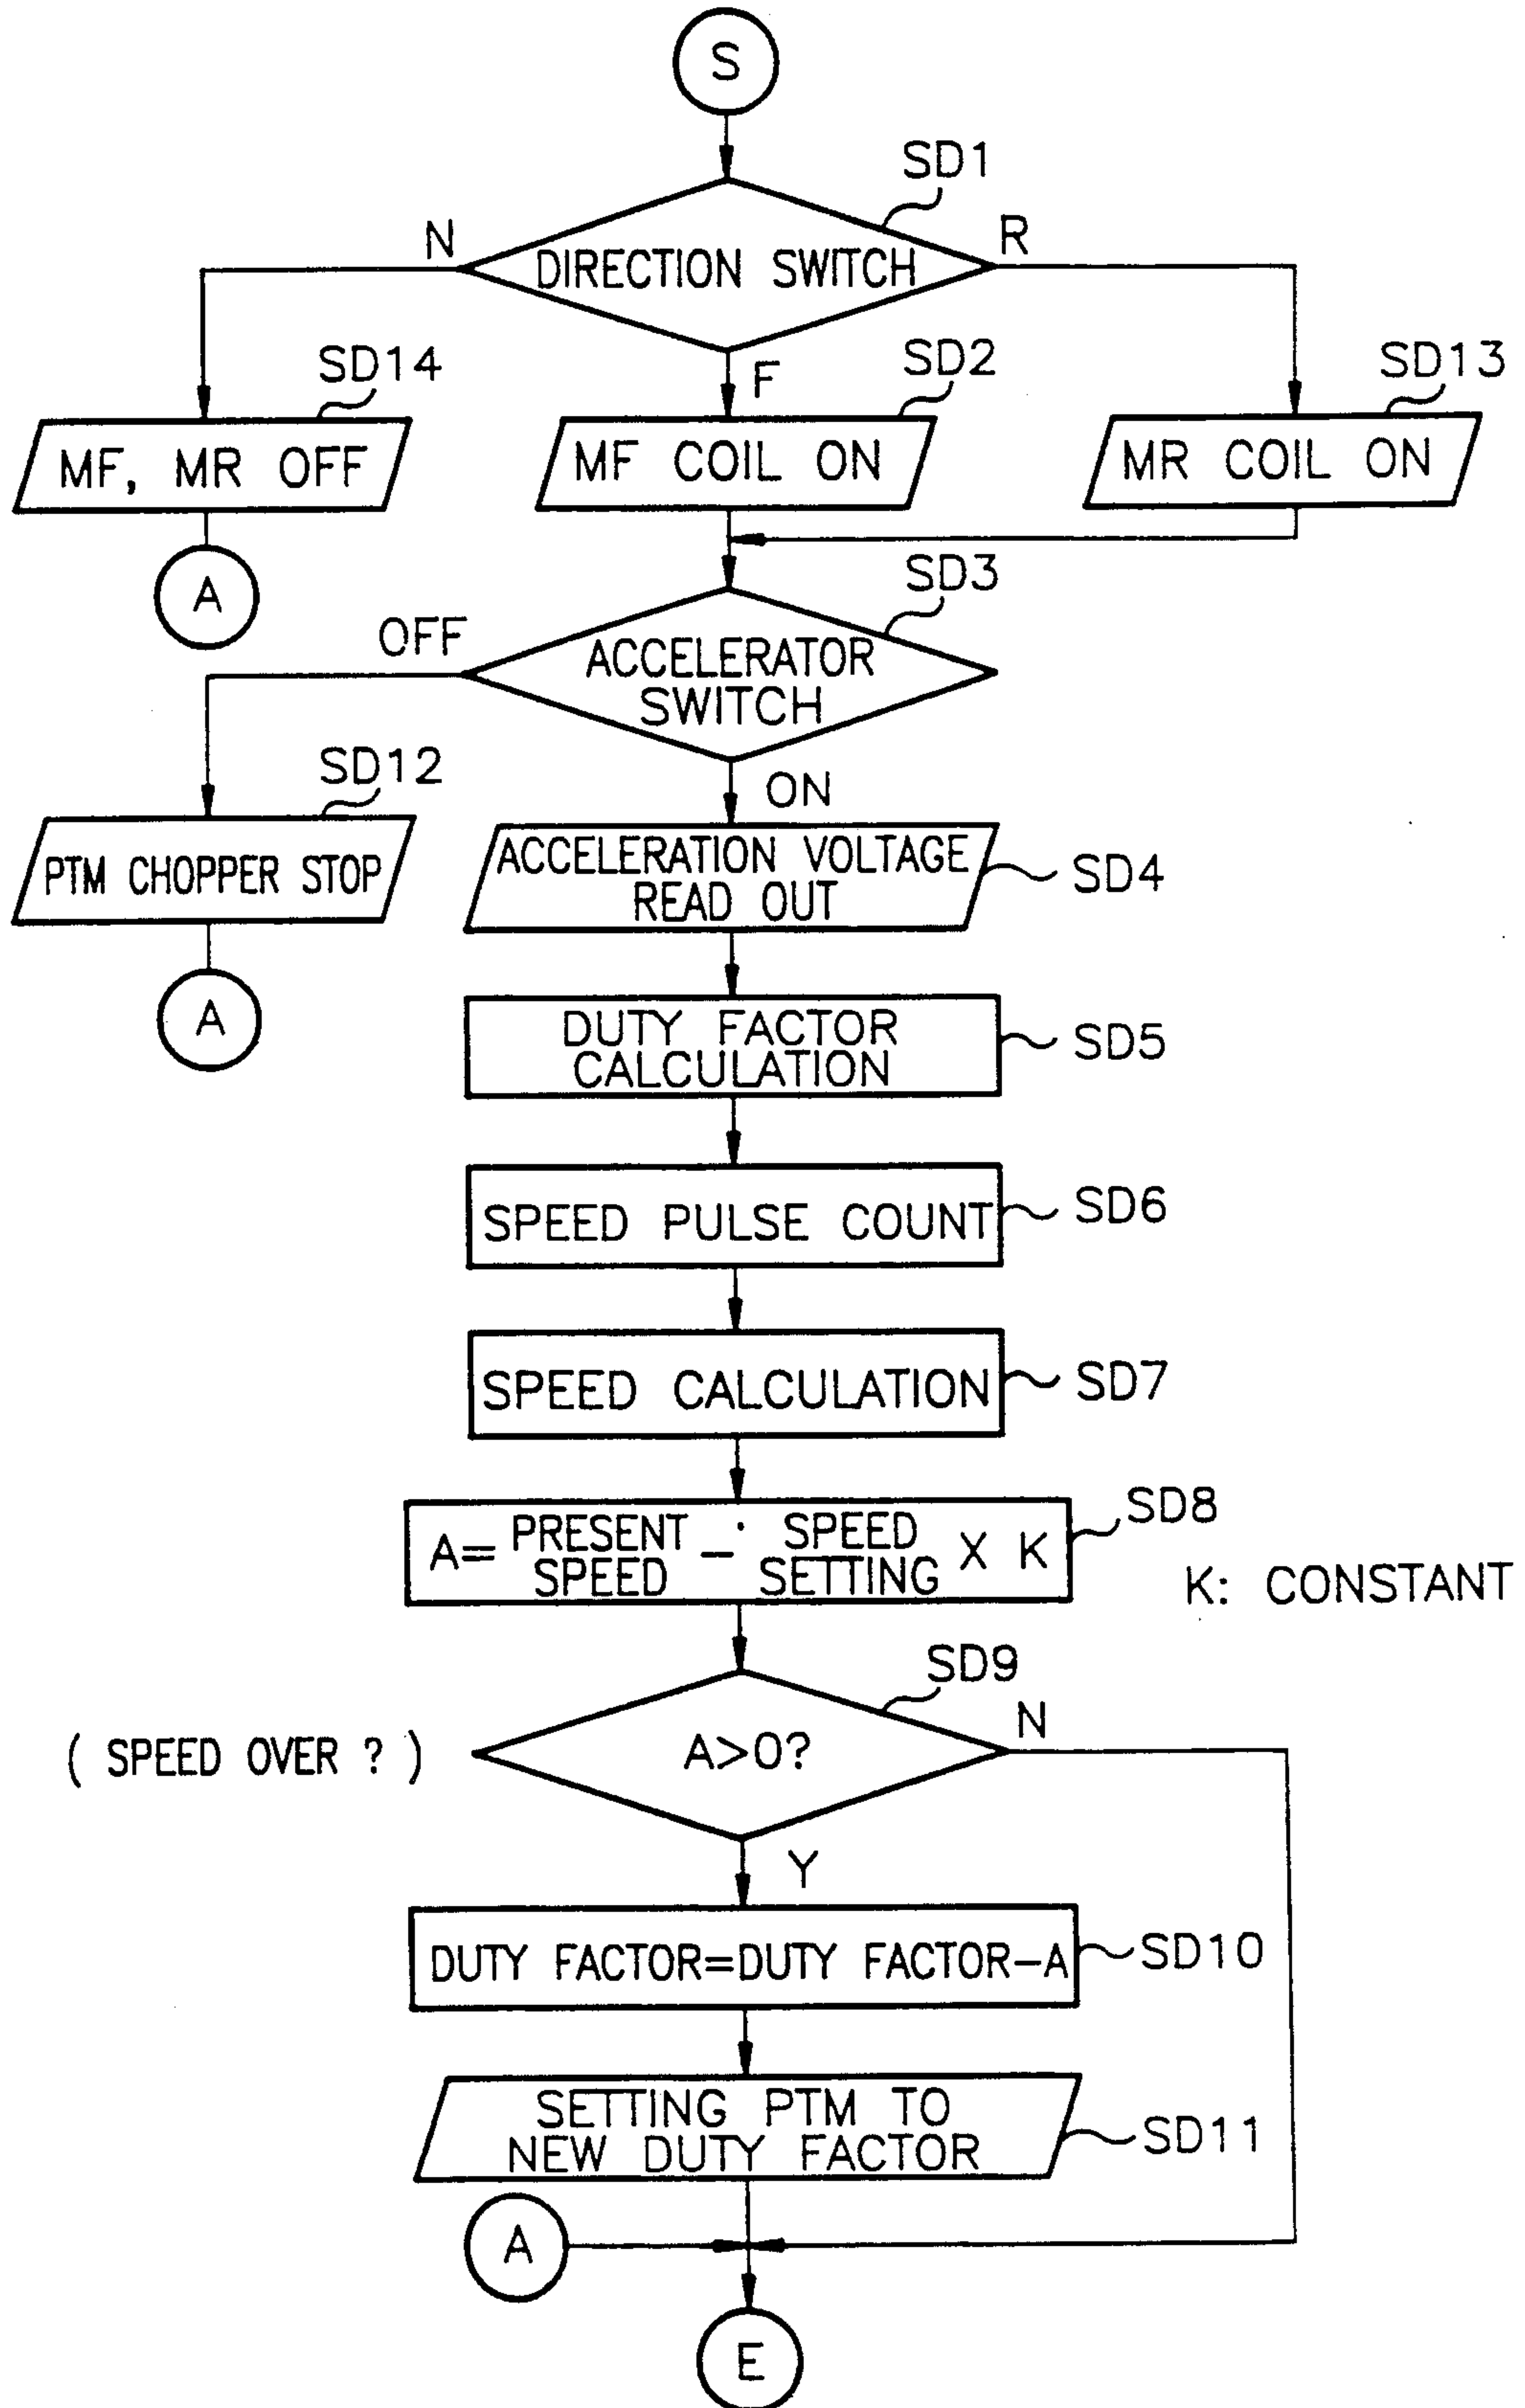 S
SD1
N
R
DIRECTION SWITCH
SD14
F
SD2
SD13
MF, MR OFF
MF COIL ON
MR COIL ON
A
SD3
OFF
ACCELERATOR
SWITCH
SD12
ON
PTM CHOPPER STOP
ACCELERATION VOLTAGE
READ OUT
SD4
A
DUTY FACTOR
CALCULATION
SD5
SPEED PULSE COUNT
SD6
SPEED CALCULATION
SD7
SD8
A= PRESENT SPEED – SPEED SETTING X K
K: CONSTANT
SD9
N
( SPEED OVER ? )
A>0?
Y
DUTY FACTOR=DUTY FACTOR–A
SD10
SETTING PTM TO
NEW DUTY FACTOR
SD11
A
E